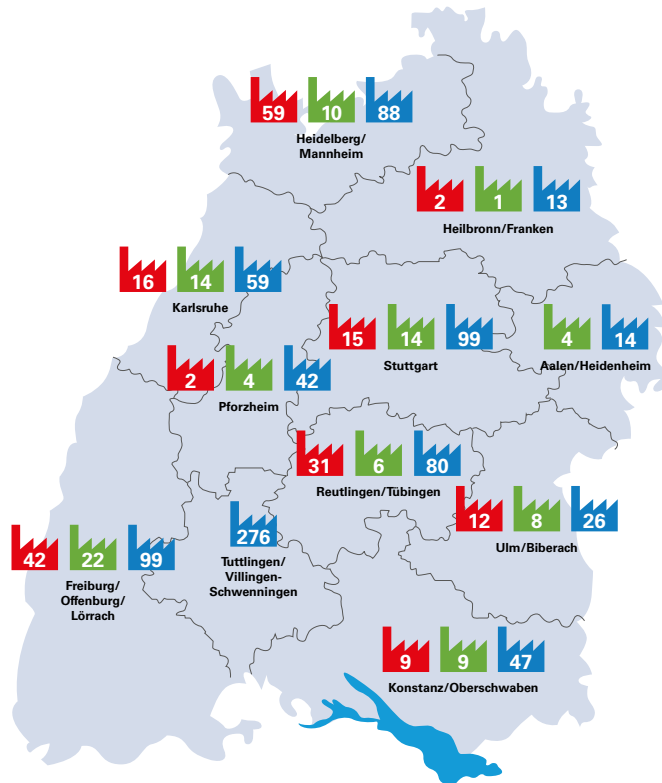 59 10 88
Heidelberg/
Mannheim
2 1 13
Heilbronn/Franken
16 14 59
Karlsruhe
15 14 99
Stuttgart
4 14
Aalen/Heidenheim
2 4 42
Pforzheim
31 6 80
Reutlingen/Tübingen
12 8 26
Ulm/Biberach
276
Tuttlingen/
Villingen-
Schwenningen
42 22 99
Freiburg/
Offenburg/
Lörrach
9 9 47
Konstanz/Oberschwaben